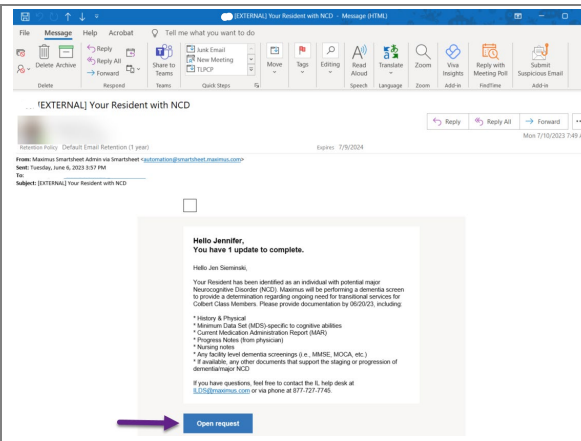 [EXTERNAL] Your Resident with NCD - Message (HTML)
File Message Help Acrobat Tell me what you want to do
Delete Archive
Reply
Reply All
Forward
Share to Teams
Junk Email
New Meeting
TLPCP
Move
Tags
Editing
Read Aloud
Translate
Zoom
Viva Insights
Reply with Meeting Poll
Submit Suspicious Email
Delete Respond Teams Quick Steps Speech Language Zoom Add-in FindTime Add-in
[EXTERNAL] Your Resident with NCD
Reply Reply All Forward
Mon 7/10/2023 7:49 A
Retention Policy Default Email Retention (1 year) Expires 7/9/2024
From: Maximus Smartsheet Admin via Smartsheet <automation@smartsheet.maximus.com>
Sent: Tuesday, June 6, 2023 3:57 PM
To:
Subject: [EXTERNAL] Your Resident with NCD
Hello Jennifer,
You have 1 update to complete.
Hello Jen Sieminski,
Your Resident has been identified as an individual with potential major
Neurocognitive Disorder (NCD). Maximus will be performing a dementia screen
to provide a determination regarding ongoing need for transitional services for
Colbert Class Members. Please provide documentation by 06/20/23, including:
* History & Physical
* Minimum Data Set (MDS)-specific to cognitive abilities
* Current Medication Administration Report (MAR)
* Progress Notes (from physician)
* Nursing notes
* Any facility level dementia screenings (i.e., MMSE, MOCA, etc.)
* If available, any other documents that support the staging or progression of
dementia/major NCD
If you have questions, feel free to contact the IL help desk at
ILDS@maximus.com or via phone at 877-727-7745.
Open request